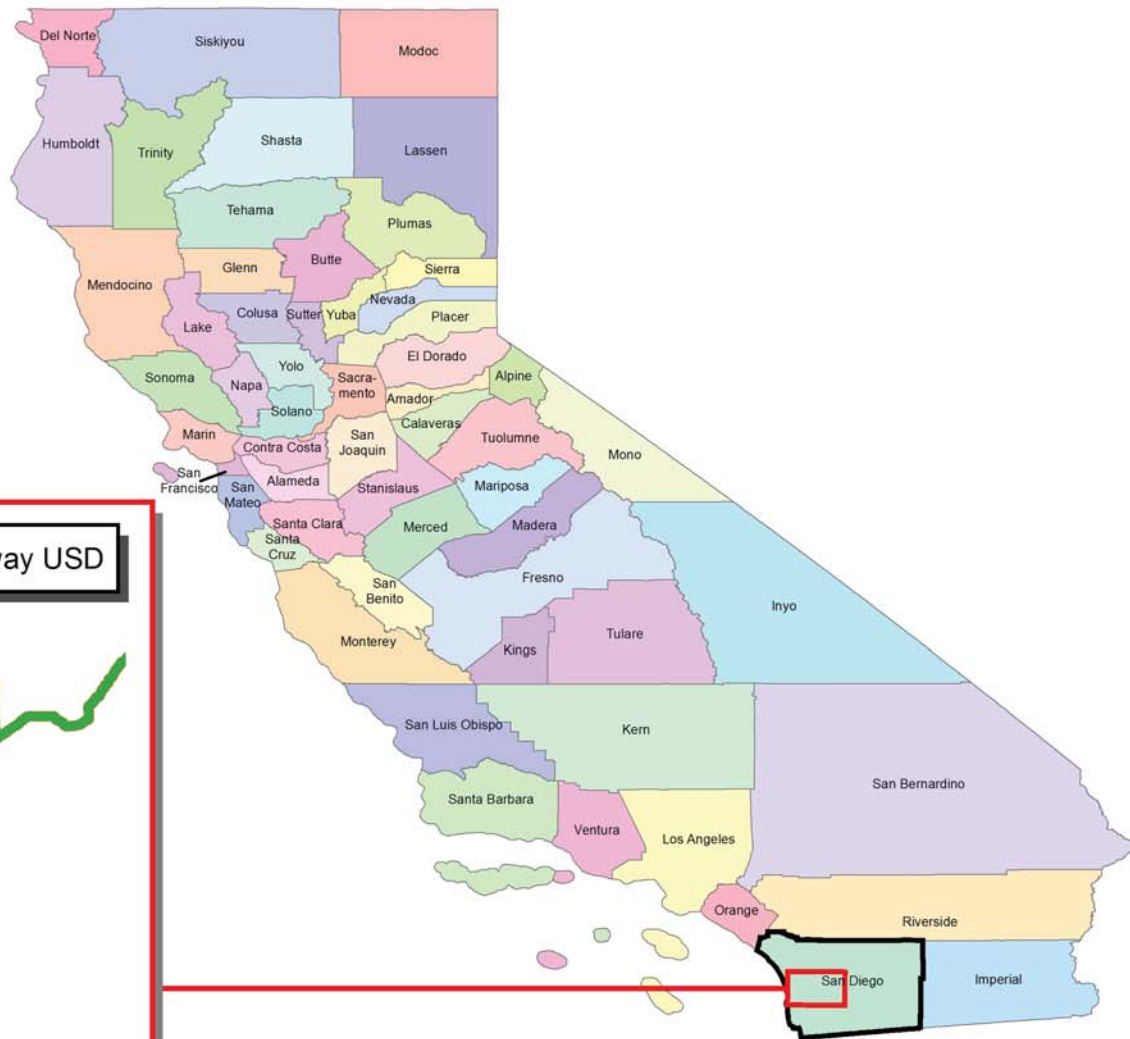 Del Norte
Siskiyou
Modoc
Humboldt
Trinity
Shasta
Lassen
Tehama
Plumas
Mendocino
Glenn
Butte
Sierra
Lake
Colusa
Sutter
Yuba
Nevada
Placer
Sonoma
Napa
Yolo
El Dorado
Sacra-
mento
Alpine
Solano
Amador
Calaveras
Marin
Contra Costa
San
Joaquin
Tuolumne
Mono
San
Francisco
Alameda
San
Mateo
Stanislaus
Mariposa
Santa Clara
Merced
Madera
Santa
Cruz
Fresno
San
Benito
Inyo
Monterey
Kings
Tulare
USD
San Luis Obispo
Kern
San Bernardino
Santa Barbara
Ventura
Los Angeles
Orange
Riverside
San Diego
Imperial